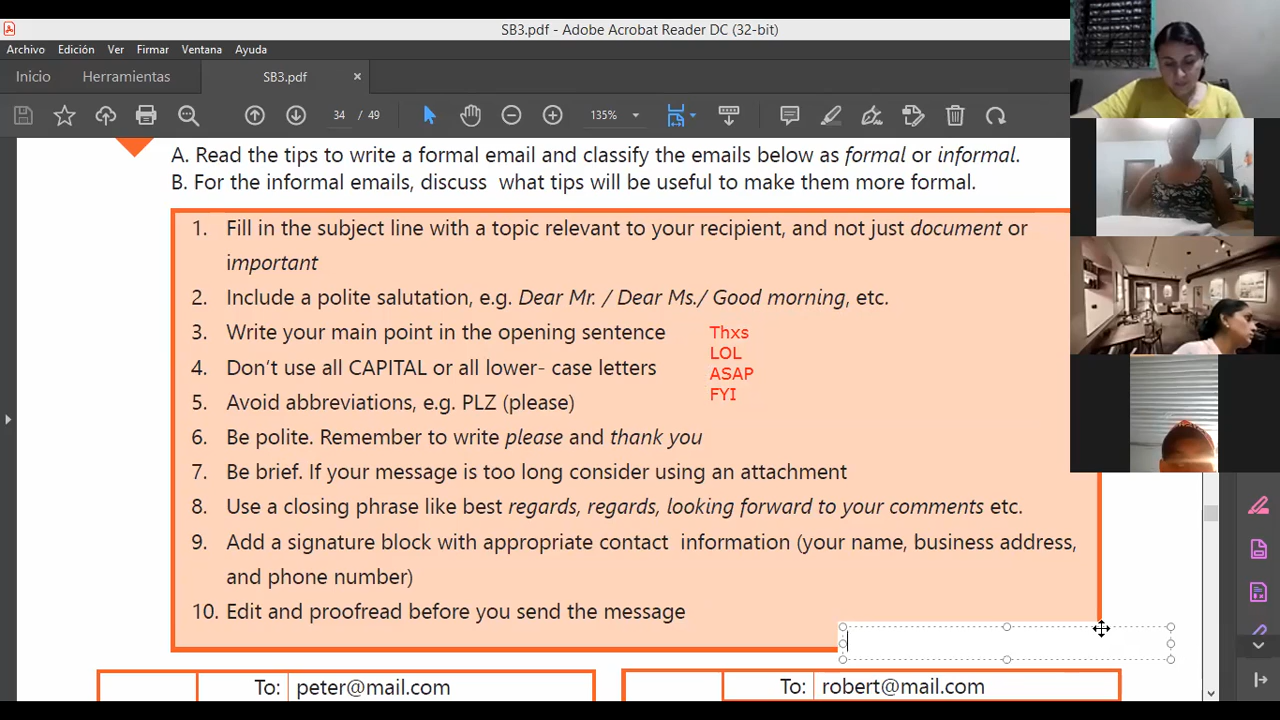 SB3.pdf - Adobe Acrobat Reader DC (32-bit)
Archivo Edición Ver Firmar Ventana Ayuda
Inicio Herramientas SB3.pdf ×
34 / 49 135%
A. Read the tips to write a formal email and classify the emails below as formal or informal.
B. For the informal emails, discuss what tips will be useful to make them more formal.
1. Fill in the subject line with a topic relevant to your recipient, and not just document or
important
2. Include a polite salutation, e.g. Dear Mr. / Dear Ms./ Good morning, etc.
3. Write your main point in the opening sentence
Thxs
LOL
4. Don't use all CAPITAL or all lower- case letters
ASAP
FYI
5. Avoid abbreviations, e.g. PLZ (please)
6. Be polite. Remember to write please and thank you
7. Be brief. If your message is too long consider using an attachment
8. Use a closing phrase like best regards, regards, looking forward to your comments etc.
9. Add a signature block with appropriate contact information (your name, business address,
and phone number)
10. Edit and proofread before you send the message
To: peter@mail.com
To: robert@mail.com